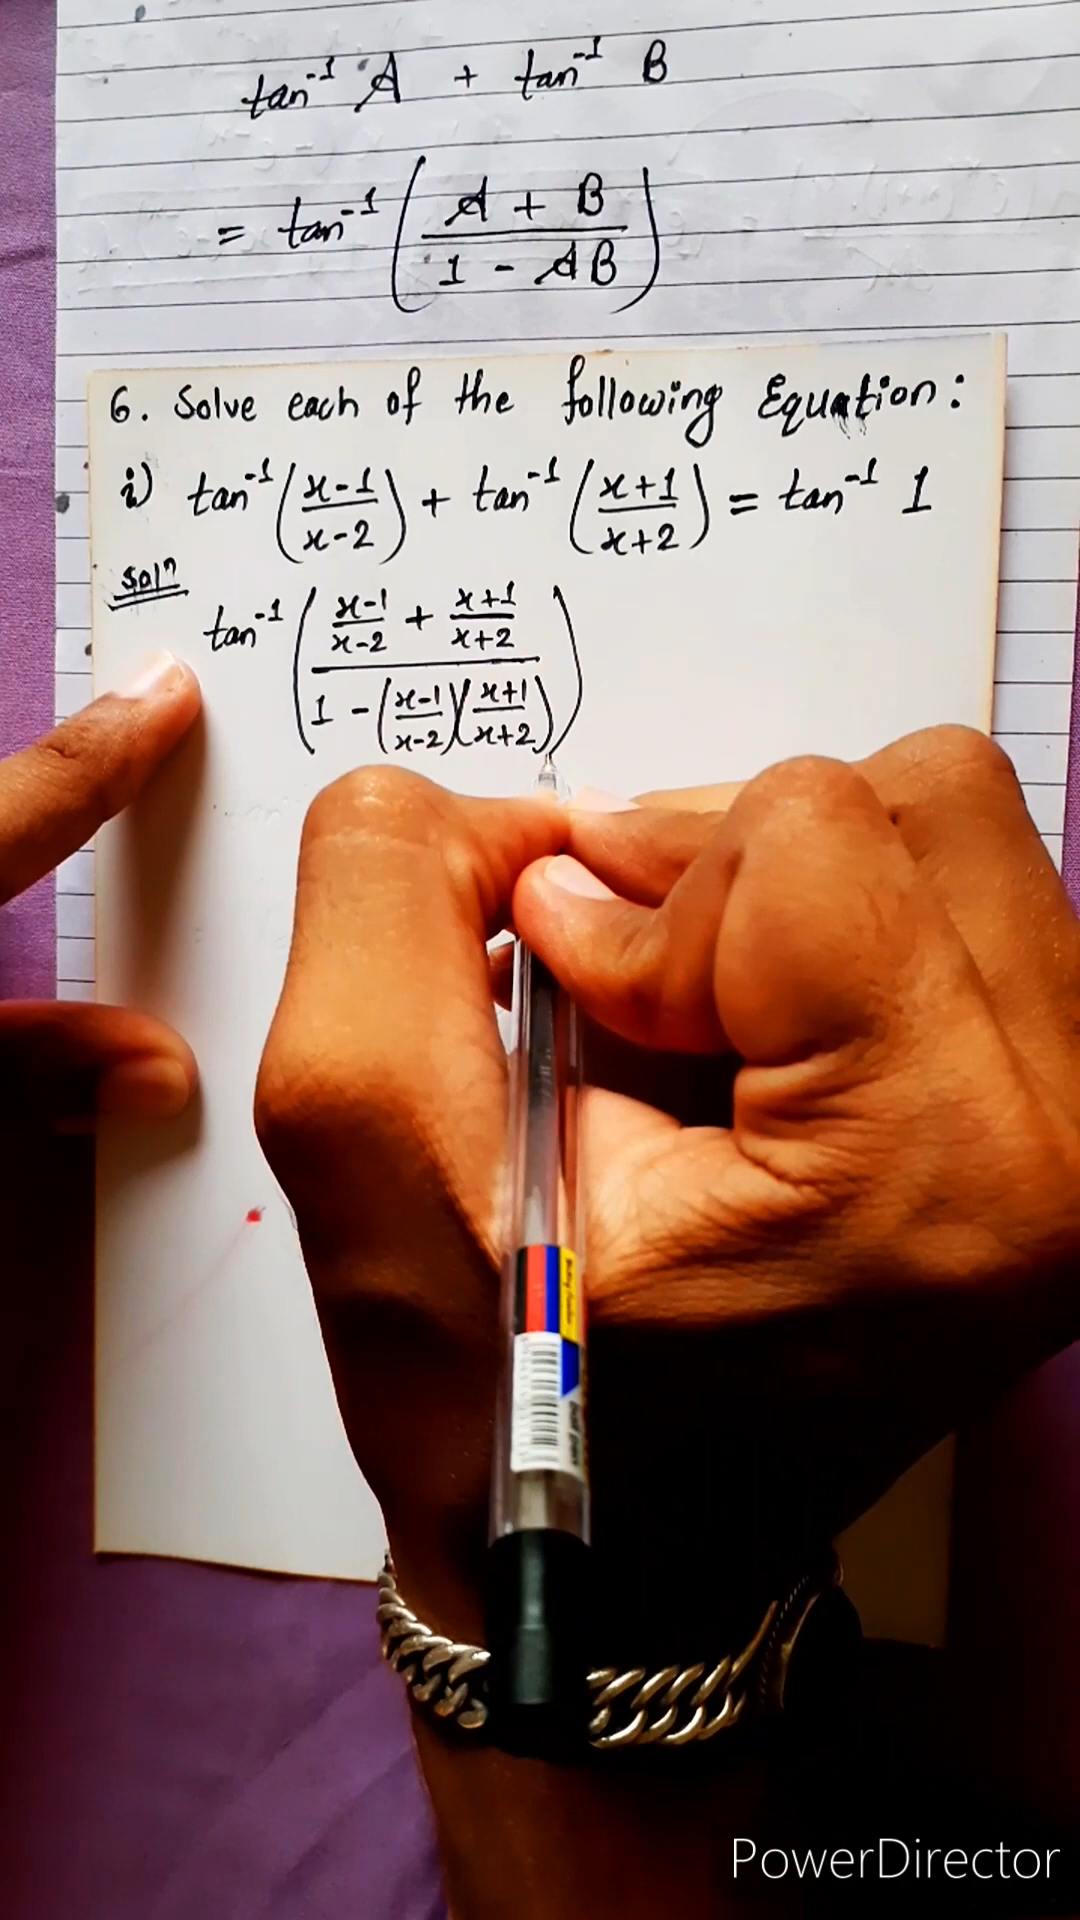 tan⁻¹ A + tan⁻¹ B
= tan⁻¹ ( (A + B) / (1 - AB) )
6. Solve each of the following Equation:
i) tan⁻¹ ( (x-1) / (x-2) ) + tan⁻¹ ( (x+1) / (x+2) ) = tan⁻¹ 1
Solⁿ
tan⁻¹ ( ( (x-1)/(x-2) + (x+1)/(x+2) ) / ( 1 - ( (x-1)/(x-2) ) ( (x+1)/(x+2) ) ) )
PowerDirector